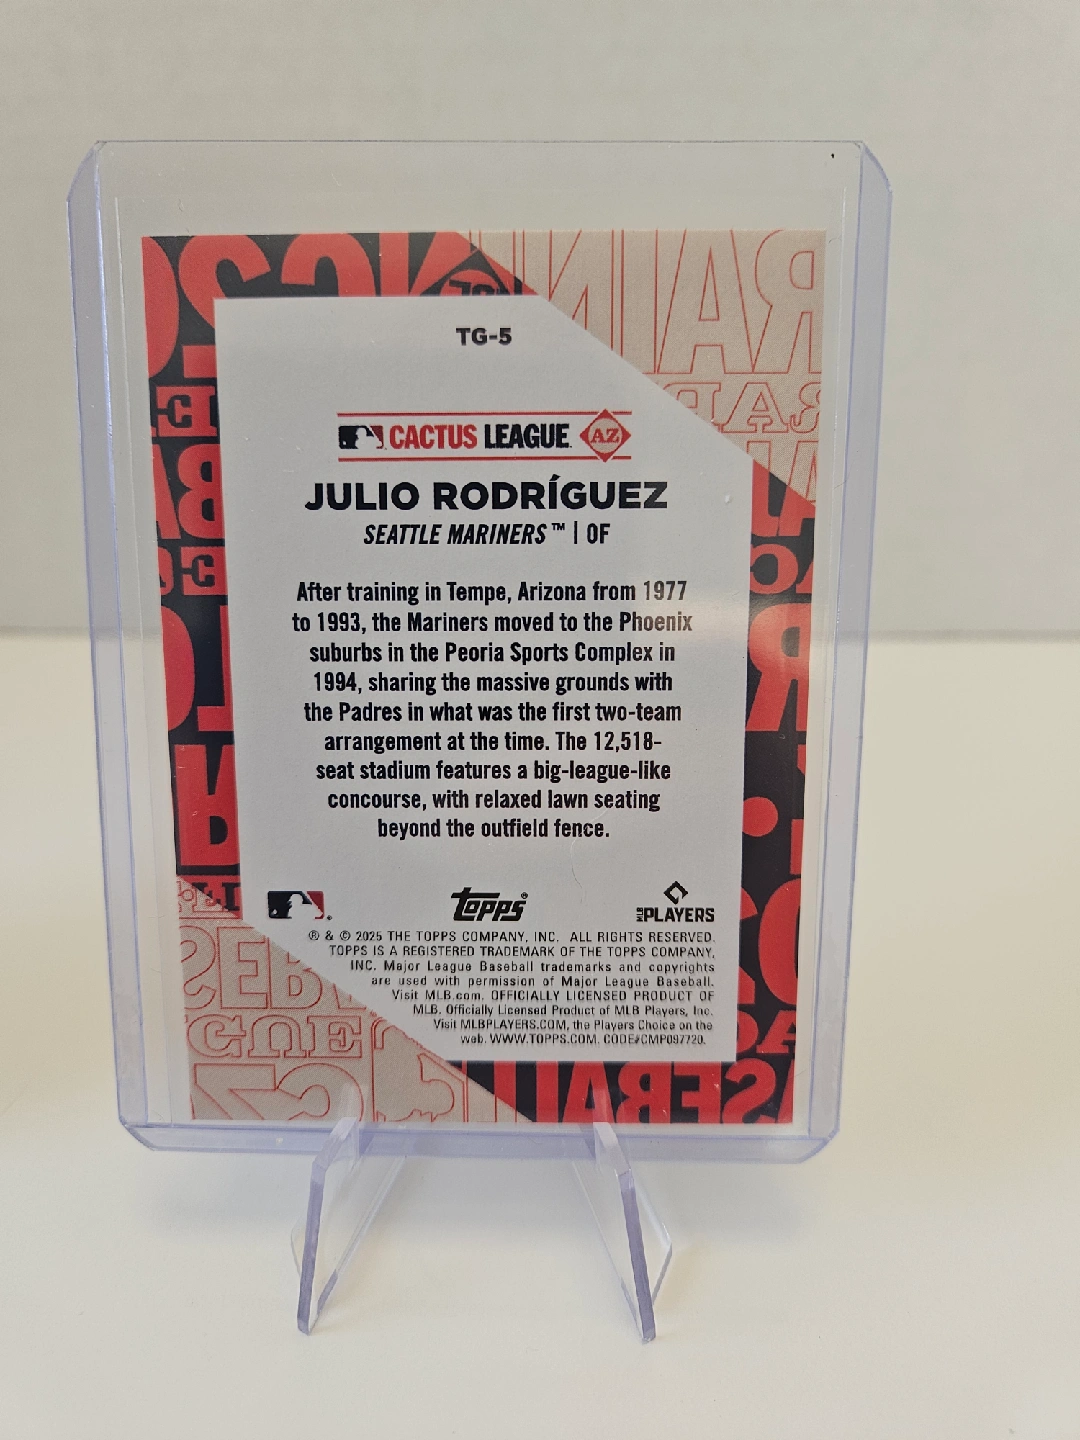 TG-5
CACTUS LEAGUE AZ
JULIO RODRÍGUEZ
SEATTLE MARINERS™ | OF
After training in Tempe, Arizona from 1977
to 1993, the Mariners moved to the Phoenix
suburbs in the Peoria Sports Complex in
1994, sharing the massive grounds with
the Padres in what was the first two-team
arrangement at the time. The 12,518-
seat stadium features a big-league-like
concourse, with relaxed lawn seating
beyond the outfield fence.
Topps® MLB PLAYERS
® & © 2025 THE TOPPS COMPANY, INC. ALL RIGHTS RESERVED.
TOPPS IS A REGISTERED TRADEMARK OF THE TOPPS COMPANY,
INC. Major League Baseball trademarks and copyrights
are used with permission of Major League Baseball.
Visit MLB.com. OFFICIALLY LICENSED PRODUCT OF
MLB. Officially Licensed Product of MLB Players, Inc.
Visit MLBPLAYERS.COM, the Players Choice on the
web. WWW.TOPPS.COM. CODE#CMP097720.